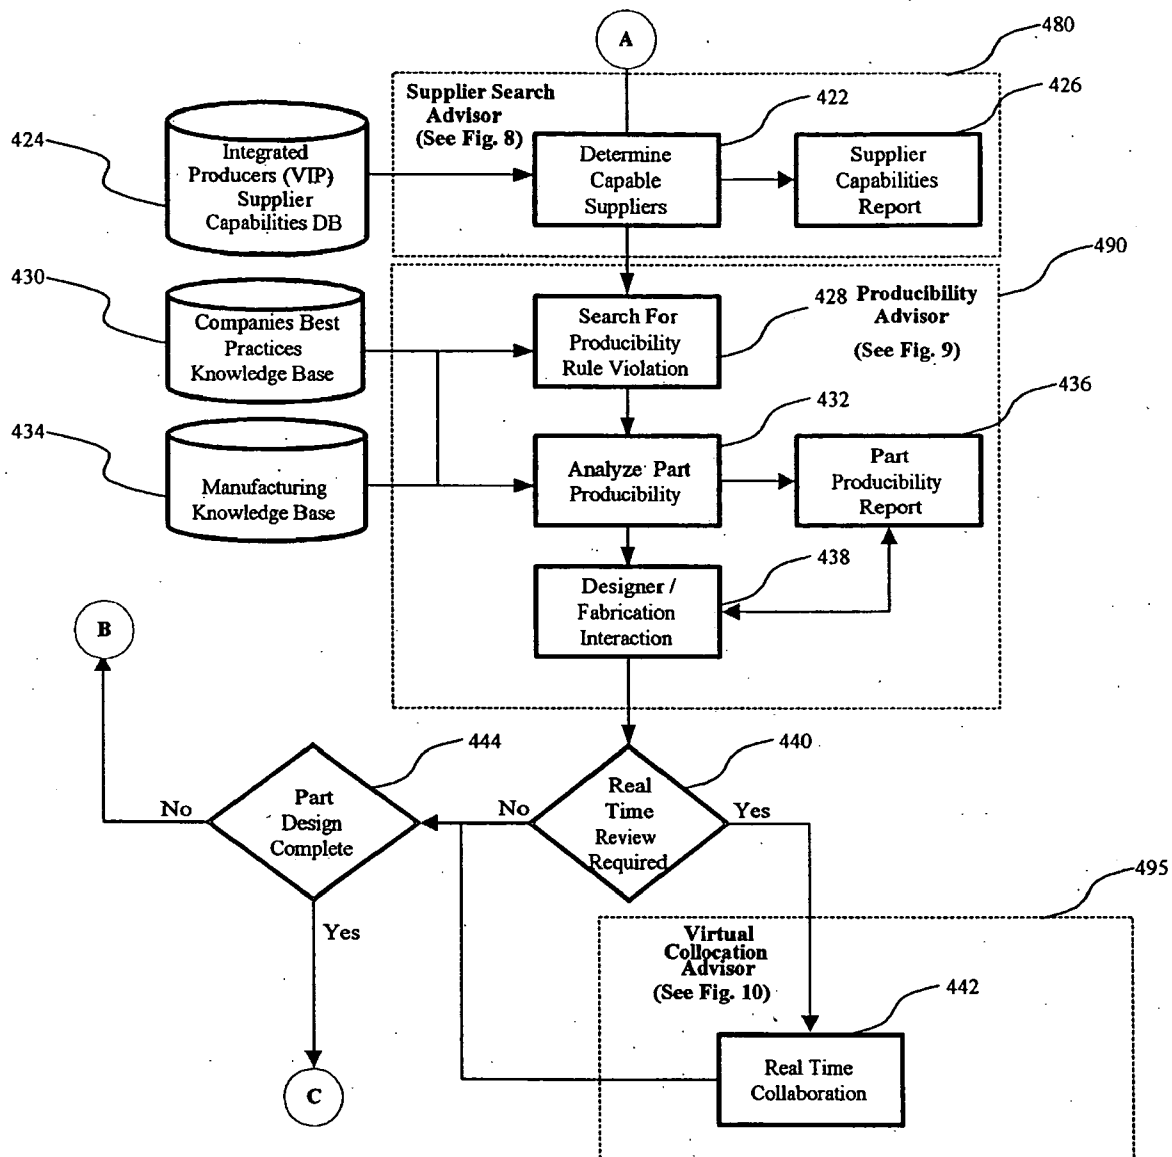 A
480
Supplier Search
Advisor
(See Fig. 8)
422
426
424
Integrated
Producers (VIP)
Supplier
Capabilities DB
Determine
Capable
Suppliers
Supplier
Capabilities
Report
490
430
Companies Best
Practices
Knowledge Base
Search For
Producibility
Rule Violation
428
Producibility
Advisor
(See Fig. 9)
432
436
434
Manufacturing
Knowledge Base
Analyze Part
Producibility
Part
Producibility
Report
438
Designer /
Fabrication
Interaction
B
444
440
No
Part
Design
Complete
No
Real
Time
Review
Required
Yes
Yes
495
Virtual
Collocation
Advisor
(See Fig. 10)
442
Real Time
Collaboration
C